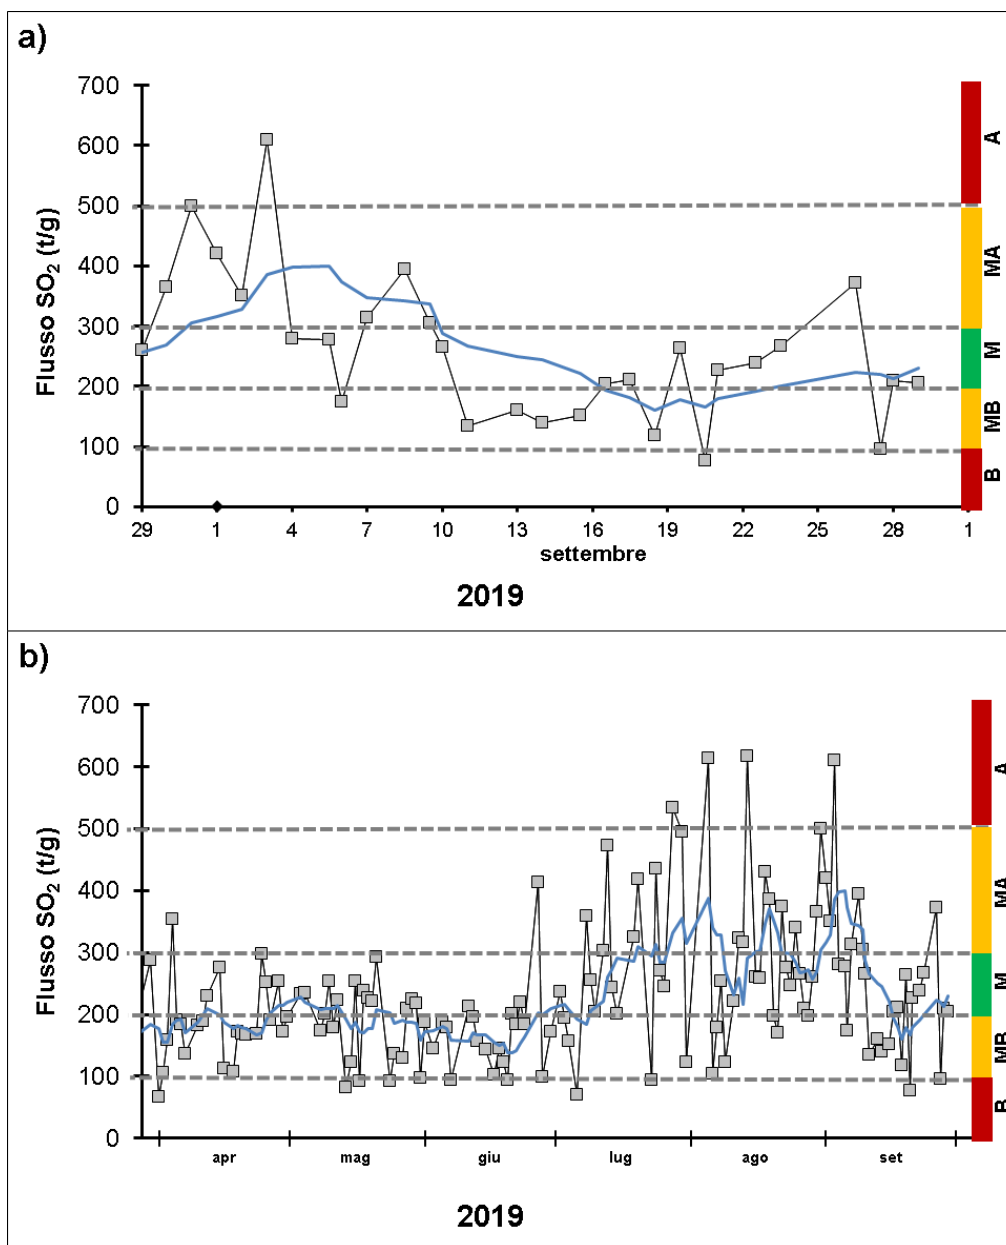 a)
700
600
500
400
300
200
100
0
Flusso SO₂ (t/g)
A
MA
M
MB
B
29 1 4 7 10 13 16 19 22 25 28 1
settembre
2019
b)
700
600
500
400
300
200
100
0
Flusso SO₂ (t/g)
A
MA
M
MB
B
apr mag giu lug ago set
2019